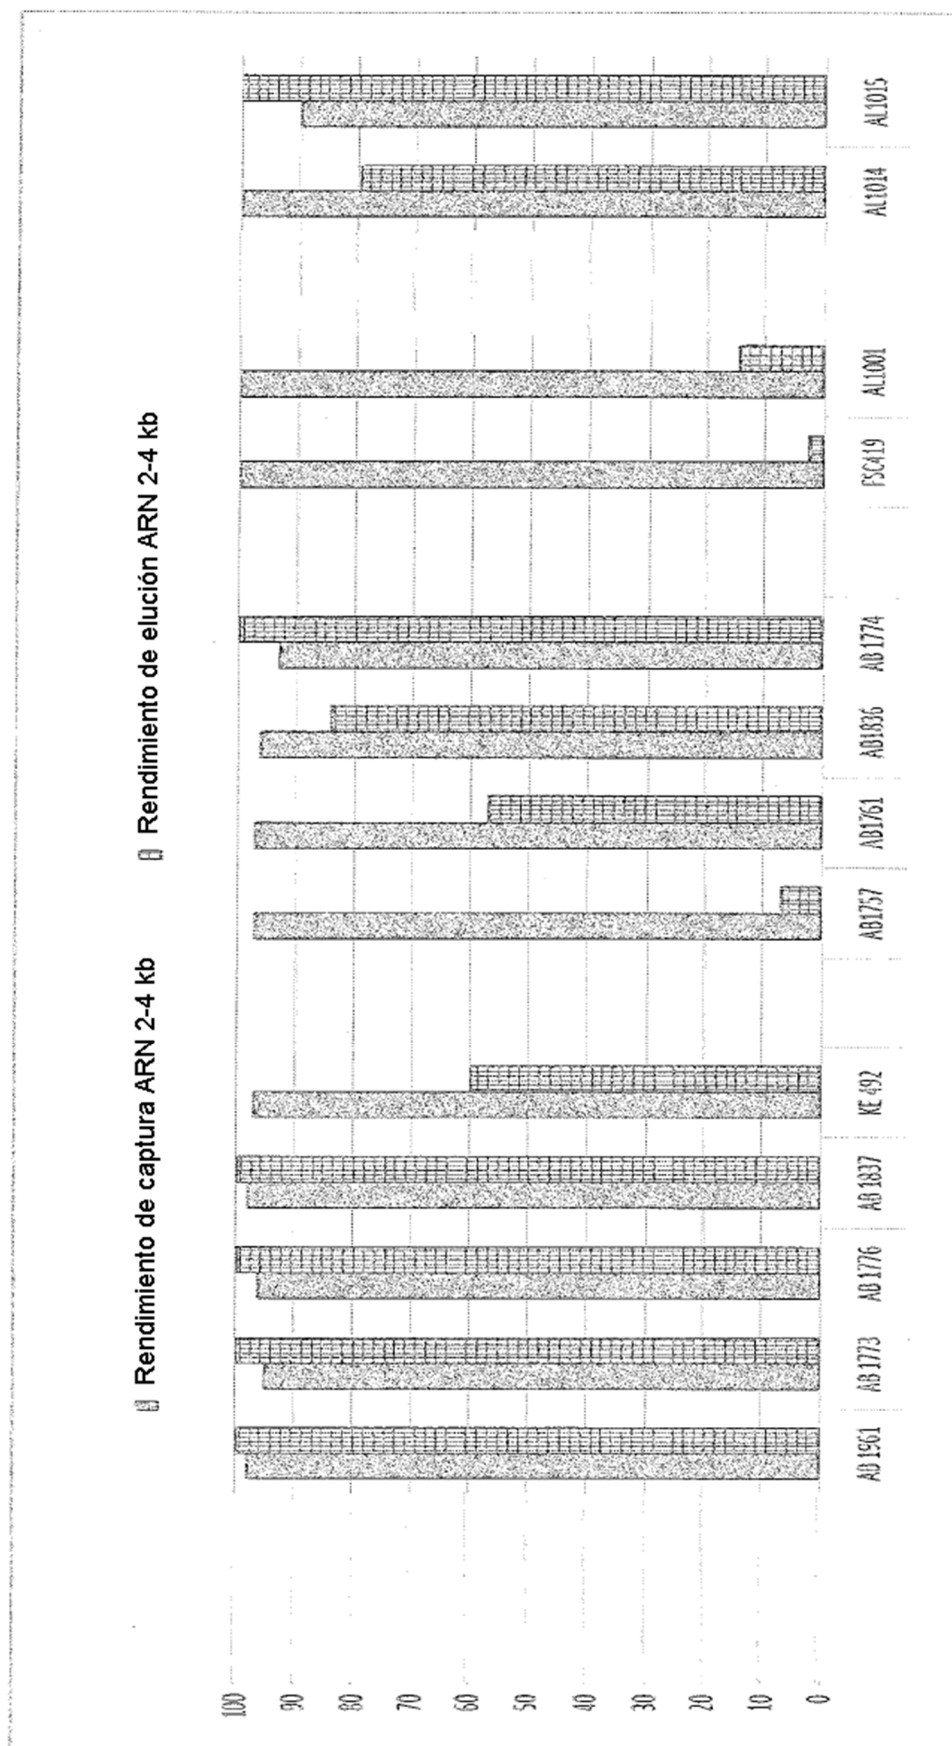 Rendimiento de captura ARN 2-4 kb
Rendimiento de elución ARN 2-4 kb
100
90
80
70
60
50
40
30
20
10
0
AB 1961
AB 1773
AB 1776
AB 1837
KE 492
AB1757
AB1761
AB1836
AB 1774
FSC419
AL1001
AL1014
AL1015